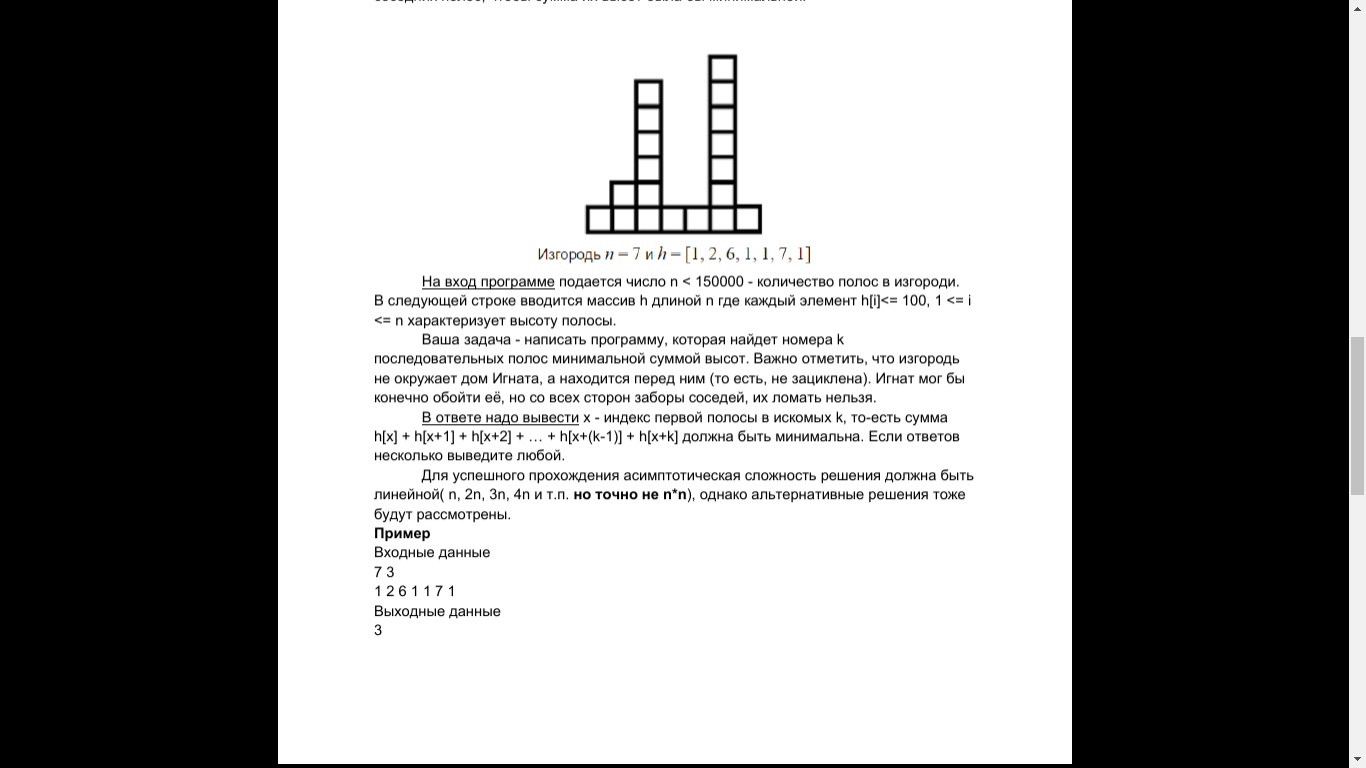 Изгородь n = 7 и h = [1, 2, 6, 1, 1, 7, 1]
На вход программе подается число n < 150000 - количество полос в изгороди.
В следующей строке вводится массив h длиной n где каждый элемент h[i]<= 100, 1 <= i
<= n характеризует высоту полосы.
Ваша задача - написать программу, которая найдет номера k
последовательных полос минимальной суммой высот. Важно отметить, что изгородь
не окружает дом Игната, а находится перед ним (то есть, не зациклена). Игнат мог бы
конечно обойти её, но со всех сторон заборы соседей, их ломать нельзя.
В ответе надо вывести x - индекс первой полосы в искомых k, то-есть сумма
h[x] + h[x+1] + h[x+2] + … + h[x+(k-1)] + h[x+k] должна быть минимальна. Если ответов
несколько выведите любой.
Для успешного прохождения асимптотическая сложность решения должна быть
линейной( n, 2n, 3n, 4n и т.п. но точно не n*n), однако альтернативные решения тоже
будут рассмотрены.
Пример
Входные данные
7 3
1 2 6 1 1 7 1
Выходные данные
3